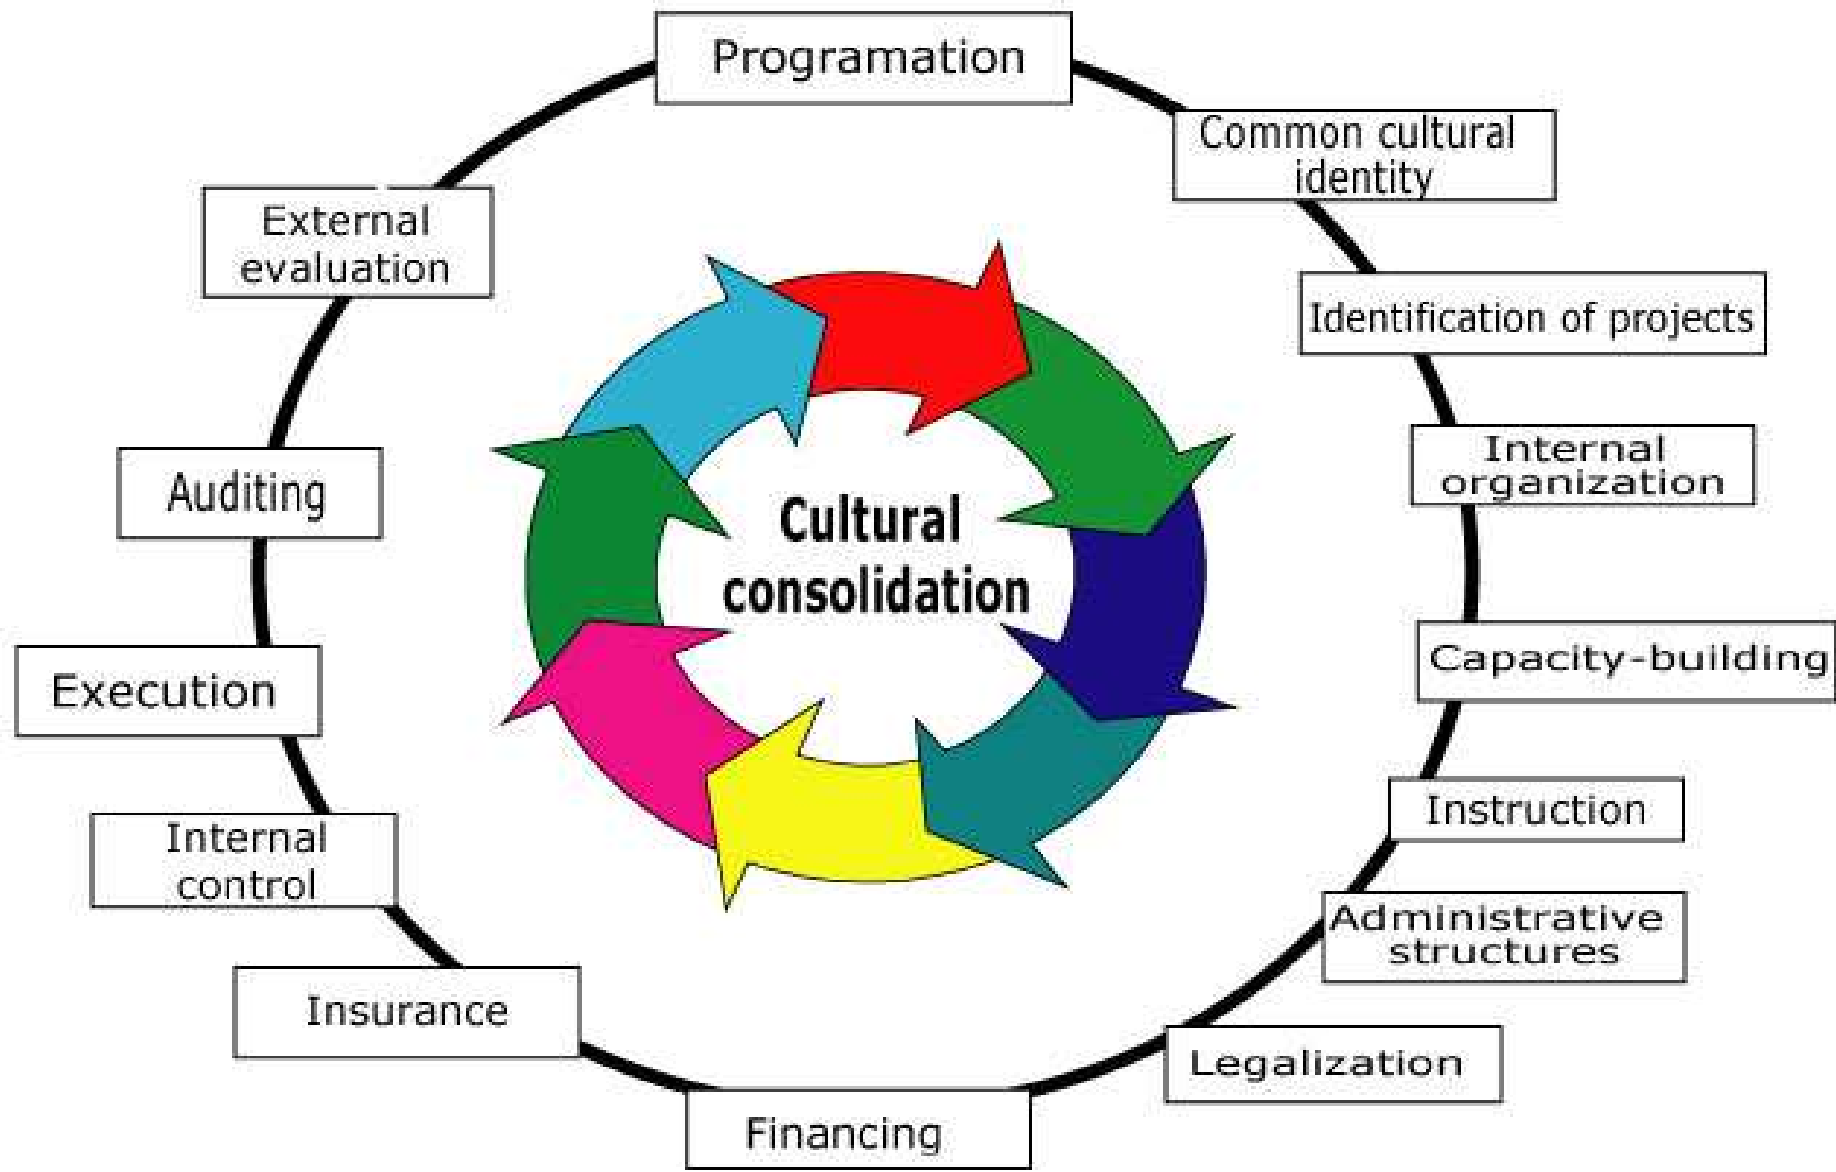 Programation
Common cultural
identity
Identification of projects
Internal
organization
Capacity-building
Instruction
Administrative
structures
Legalization
Financing
Insurance
Internal
control
Execution
Auditing
External
evaluation
Cultural
consolidation